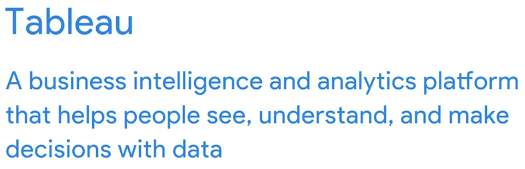 Tableau
A business intelligence and analytics platform
that helps people see, understand, and make
decisions with data